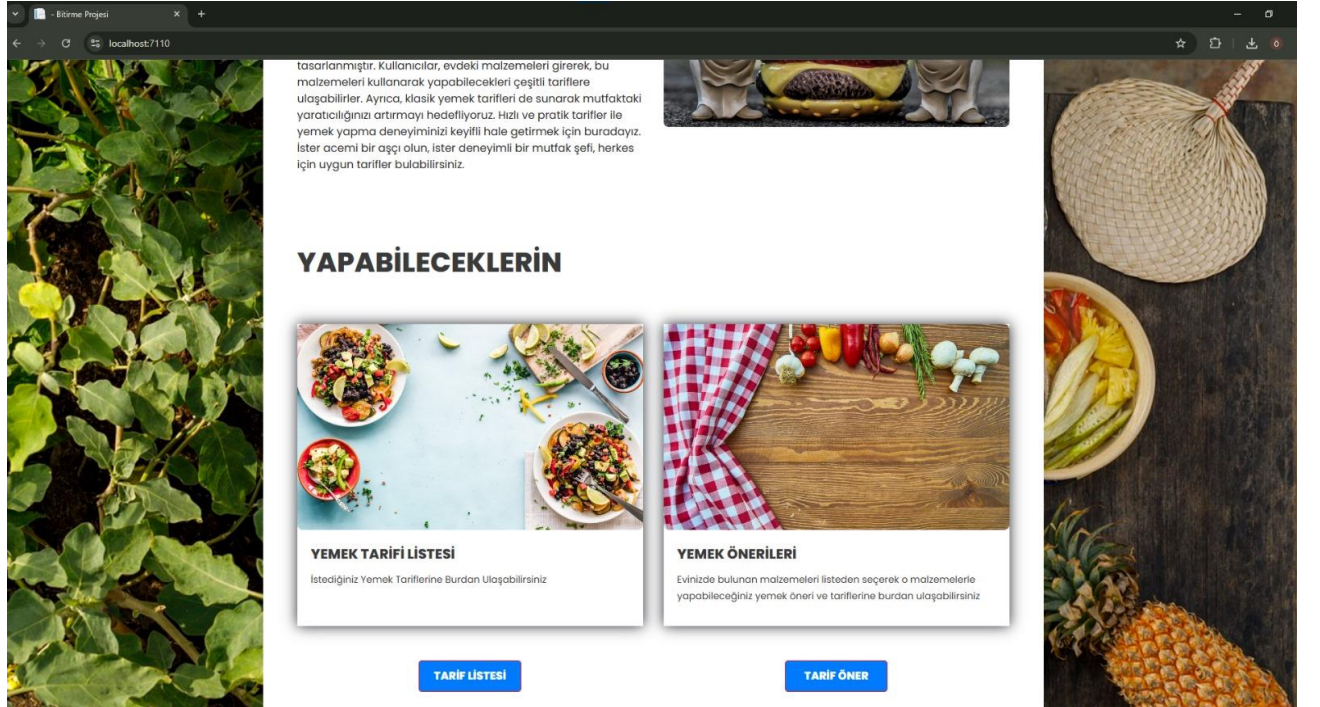 - Bitirme Projesi
localhost:7110
tasarlanmıştır. Kullanıcılar, evdeki malzemeleri girerek, bu
malzemeleri kullanarak yapabilecekleri çeşitli tariflere
ulaşabilirler. Ayrıca, klasik yemek tarifleri de sunarak mutfaktaki
yaratıcılığınızı artırmayı hedefliyoruz. Hızlı ve pratik tarifler ile
yemek yapma deneyiminizi keyifli hale getirmek için buradayız.
İster acemi bir aşçı olun, ister deneyimli bir mutfak şefi, herkes
için uygun tarifler bulabilirsiniz.
YAPABİLECEKLERİN
YEMEK TARİFİ LİSTESİ
İstediğiniz Yemek Tariflerine Burdan Ulaşabilirsiniz
TARİF LİSTESİ
YEMEK ÖNERİLERİ
Evinizde bulunan malzemeleri listeden seçerek o malzemelerle
yapabileceğiniz yemek öneri ve tariflerine burdan ulaşabilirsiniz
TARİF ÖNER